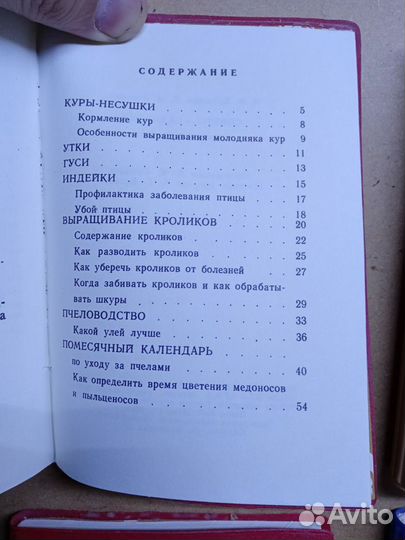 СОДЕРЖАНИЕ
КУРЫ-НЕСУШКИ . . . . . . . . . . 5
Кормление кур . . . . . . . . . . 8
Особенности выращивания молодняка кур 9
УТКИ . . . . . . . . . . . . . . 11
ГУСИ . . . . . . . . . . . . . . 13
ИНДЕЙКИ . . . . . . . . . . . . 15
Профилактика заболевания птицы . . . 17
Убой птицы . . . . . . . . . . . 18
ВЫРАЩИВАНИЕ КРОЛИКОВ . . . . . . 20
Содержание кроликов . . . . . . . . 22
Как разводить кроликов . . . . . . 25
Как уберечь кроликов от болезней . . . 27
Когда забивать кроликов и как обрабаты-
вать шкуры . . . . . . . . . . . 29
ПЧЕЛОВОДСТВО . . . . . . . . . . 33
Какой улей лучше . . . . . . . . . 36
ПОМЕСЯЧНЫЙ КАЛЕНДАРЬ
по уходу за пчелами . . . . . . . . 40
Как определить время цветения медоносов
и пыльценосов . . . . . . . . . . 54
Avito